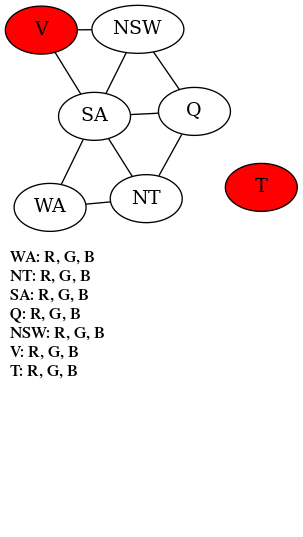 V
NSW
SA
Q
T
WA
NT
WA: R, G, B
NT: R, G, B
SA: R, G, B
Q: R, G, B
NSW: R, G, B
V: R, G, B
T: R, G, B